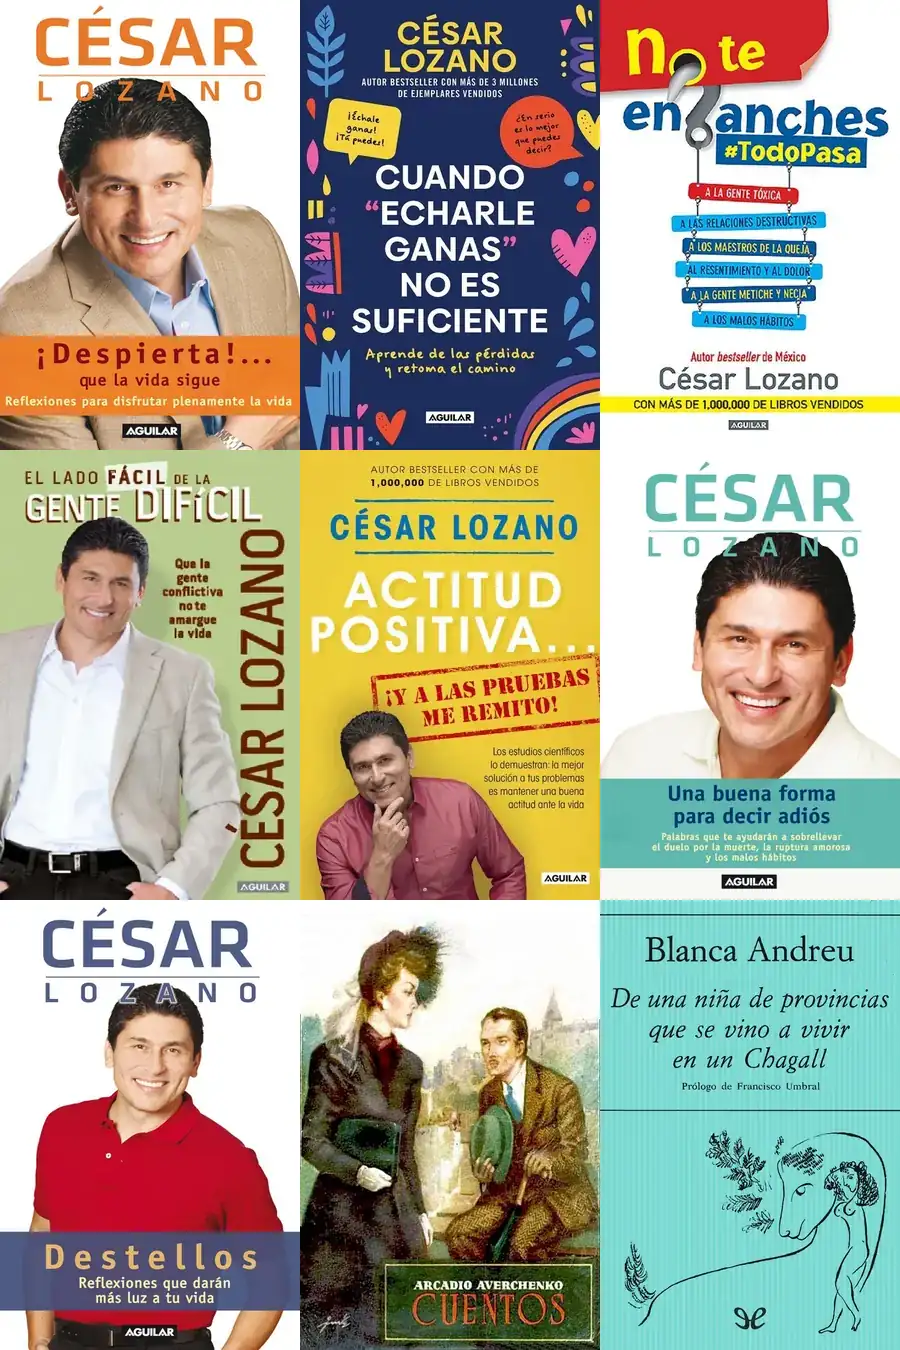 CÉSAR
LOZANO
¡Despierta!...
que la vida sigue
Reflexiones para disfrutar plenamente la vida
AGUILAR
CÉSAR
LOZANO
AUTOR BESTSELLER CON MÁS DE 3 MILLONES
DE EJEMPLARES VENDIDOS
¡Échale
ganas!
¡Tú puedes!
¿En serio
es lo mejor
que puedes
decir?
CUANDO
“ECHARLE
GANAS”
NO ES
SUFICIENTE
Aprende de las pérdidas
y retoma el camino
AGUILAR
no te
enganches
#TodoPasa
A LA GENTE TÓXICA
A LAS RELACIONES DESTRUCTIVAS
A LOS MAESTROS DE LA QUEJA
AL RESENTIMIENTO Y AL DOLOR
A LA GENTE METICHE Y NECIA
A LOS MALOS HÁBITOS
Autor bestseller de México
César Lozano
CON MÁS DE 1,000,000 DE LIBROS VENDIDOS
AGUILAR
EL LADO FÁCIL DE LA
GENTE DIFÍCIL
Que la
gente
conflictiva
no te
amargue
la vida
CÉSAR LOZANO
AGUILAR
AUTOR BESTSELLER CON MÁS DE
1,000,000 DE LIBROS VENDIDOS
CÉSAR LOZANO
ACTITUD
POSITIVA...
¡Y A LAS PRUEBAS
ME REMITO!
Los estudios científicos
lo demuestran: la mejor
solución a tus problemas
es mantener una buena
actitud ante la vida
AGUILAR
CÉSAR
LOZANO
Una buena forma
para decir adiós
Palabras que te ayudarán a sobrellevar
el duelo por la muerte, la ruptura amorosa
y los malos hábitos
AGUILAR
CÉSAR
LOZANO
Destellos
Reflexiones que darán
más luz a tu vida
AGUILAR
ARCADIO AVERCHENKO
CUENTOS
Blanca Andreu
De una niña de provincias
que se vino a vivir
en un Chagall
Prólogo de Francisco Umbral